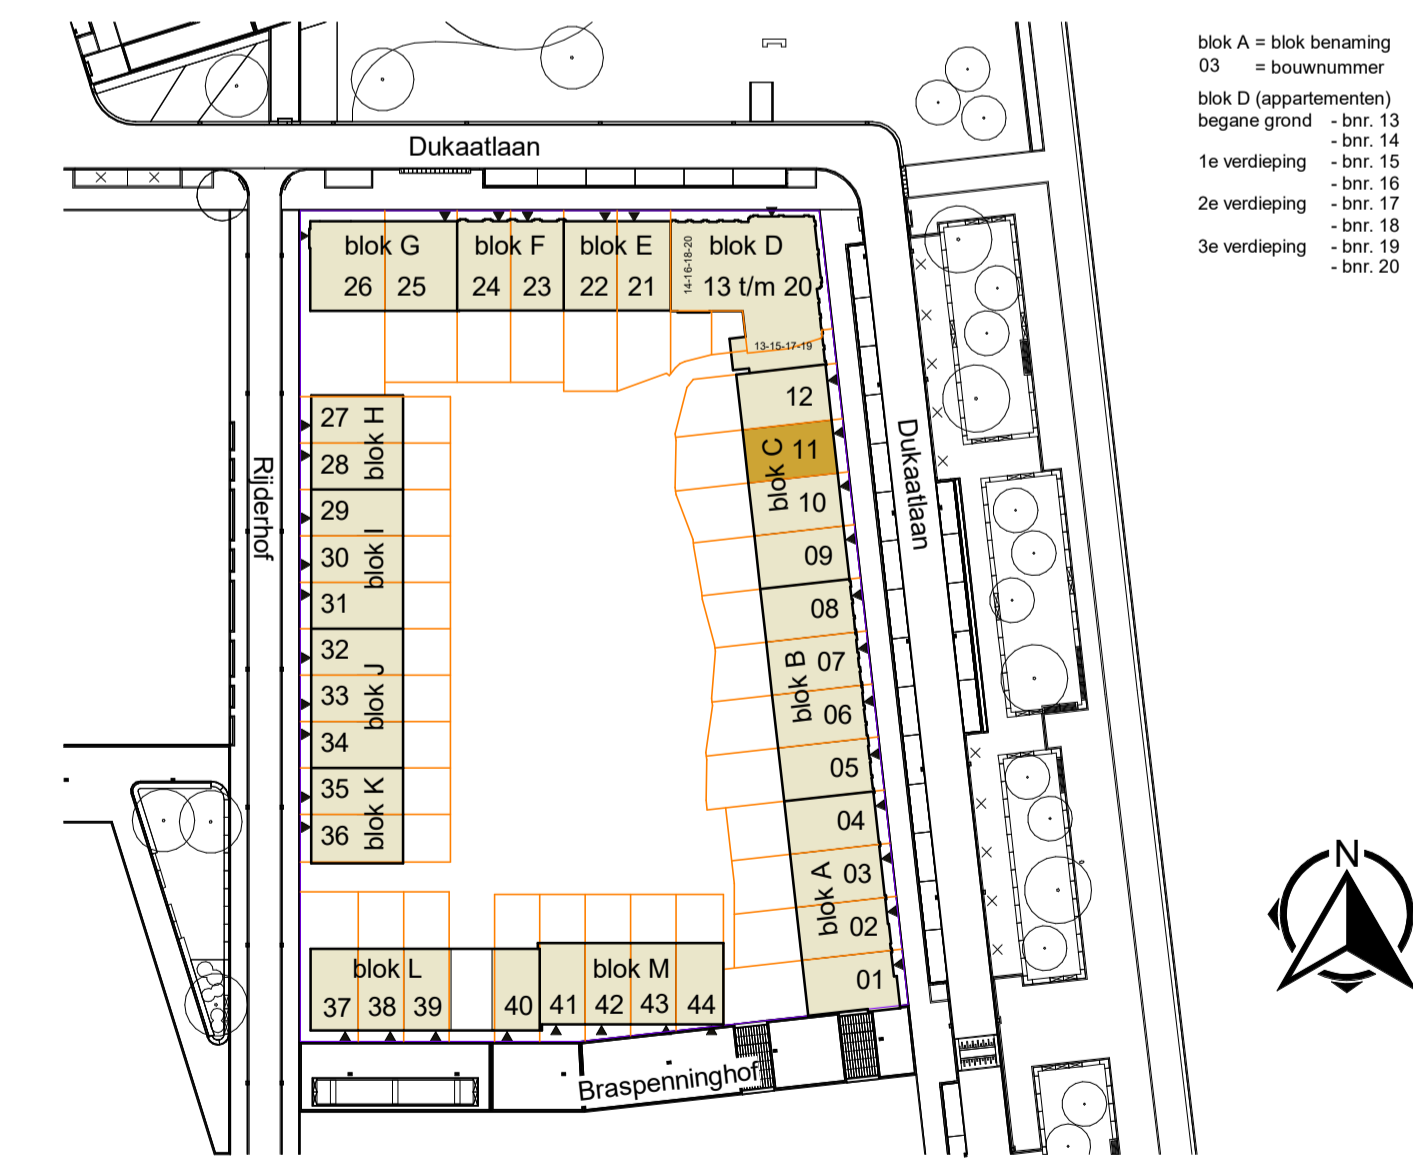 blok A = blok benaming
03 = bouwnummer
blok D (appartementen)
begane grond - bnr. 13
- bnr. 14
1e verdieping - bnr. 15
- bnr. 16
2e verdieping - bnr. 17
- bnr. 18
3e verdieping - bnr. 19
- bnr. 20
Dukaatlaan
blok G
26 25
blok F
24 23
blok E
22 21
14-16-18-20
blok D
13 t/m 20
13-15-17-19
12
11
blok C
10
09
08
07
blok B
06
05
04
03
blok A
02
01
Dukaatlaan
Rijderhof
27
blok H
28
29
30
blok I
31
32
33
blok J
34
35
blok K
36
blok L
37 38 39
40
blok M
41 42 43 44
Braspenninghof
N